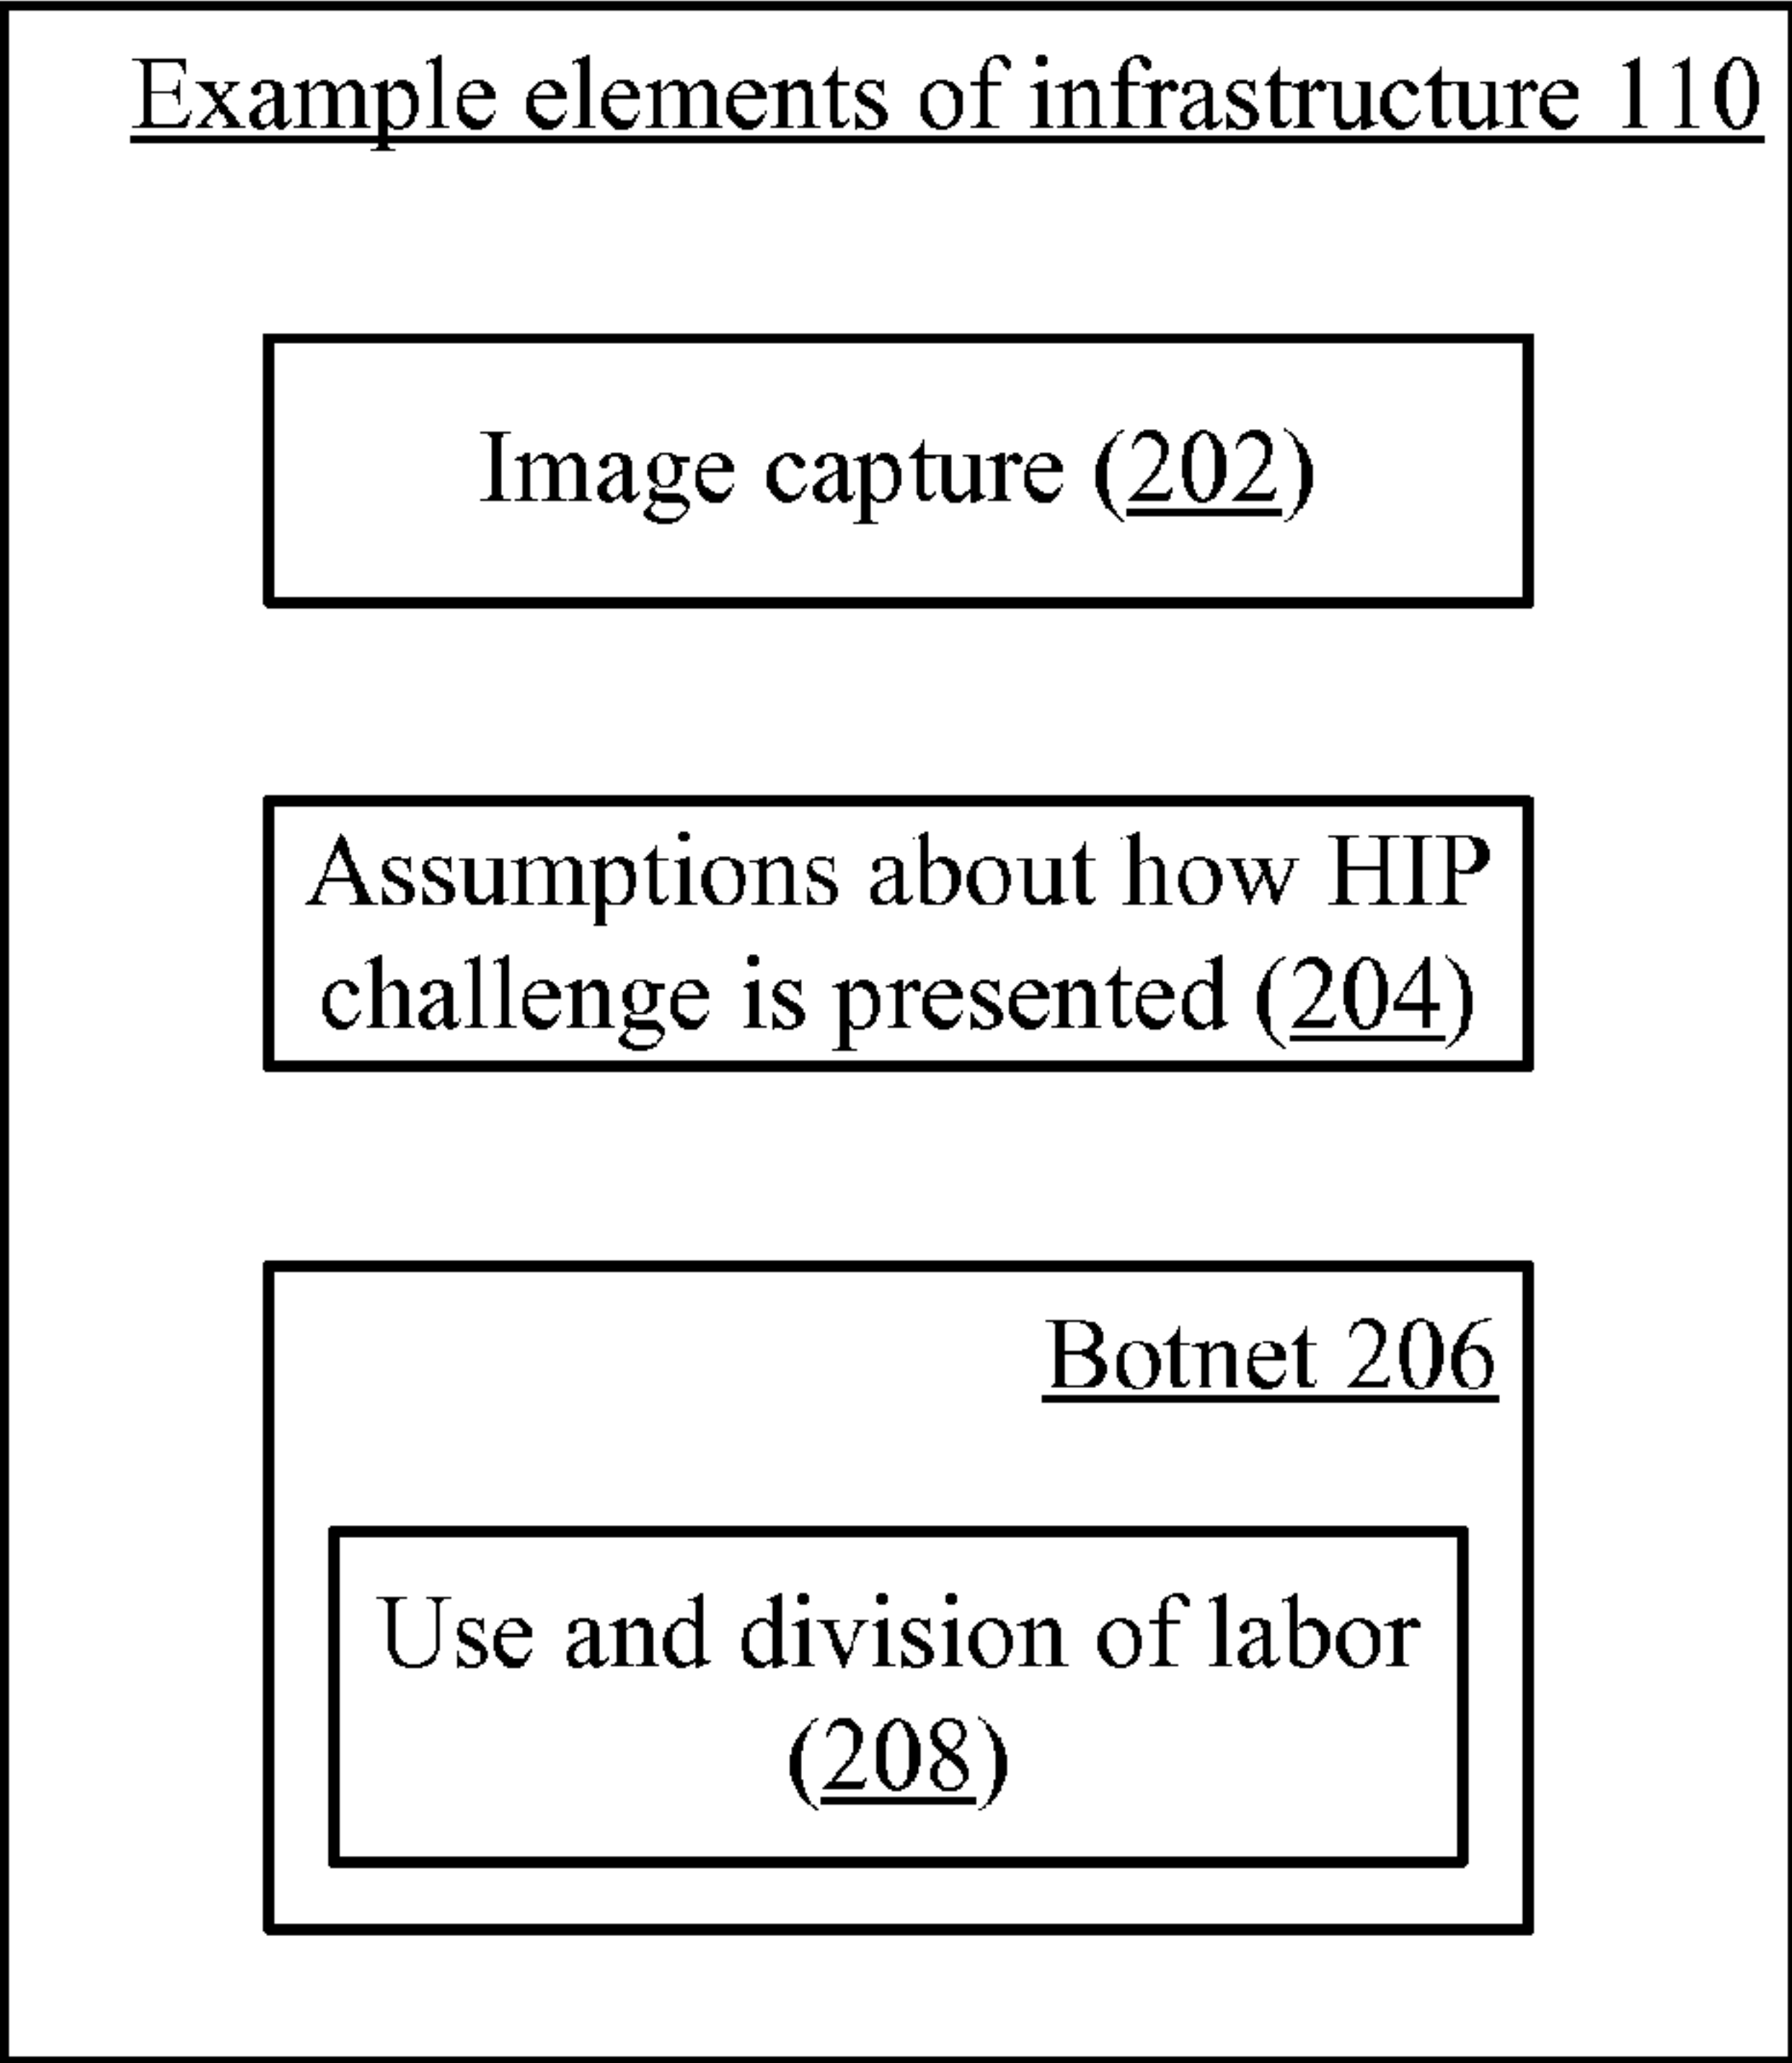 Example elements of infrastructure 110
Image capture (202)
Assumptions about how HIP
challenge is presented (204)
Botnet 206
Use and division of labor
(208)